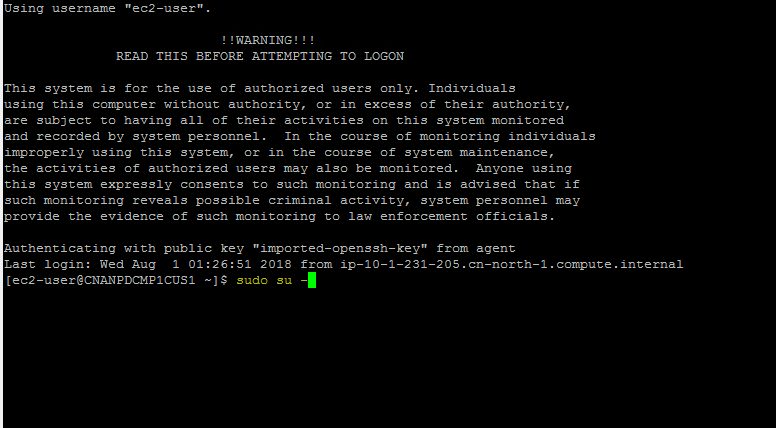 Using username "ec2-user".
!!WARNING!!!
READ THIS BEFORE ATTEMPTING TO LOGON
This system is for the use of authorized users only. Individuals
using this computer without authority, or in excess of their authority,
are subject to having all of their activities on this system monitored
and recorded by system personnel.  In the course of monitoring individuals
improperly using this system, or in the course of system maintenance,
the activities of authorized users may also be monitored.  Anyone using
this system expressly consents to such monitoring and is advised that if
such monitoring reveals possible criminal activity, system personnel may
provide the evidence of such monitoring to law enforcement officials.
Authenticating with public key "imported-openssh-key" from agent
Last login: Wed Aug  1 01:26:51 2018 from ip-10-1-231-205.cn-north-1.compute.internal
[ec2-user@CNANPDCMP1CUS1 ~]$ sudo su -